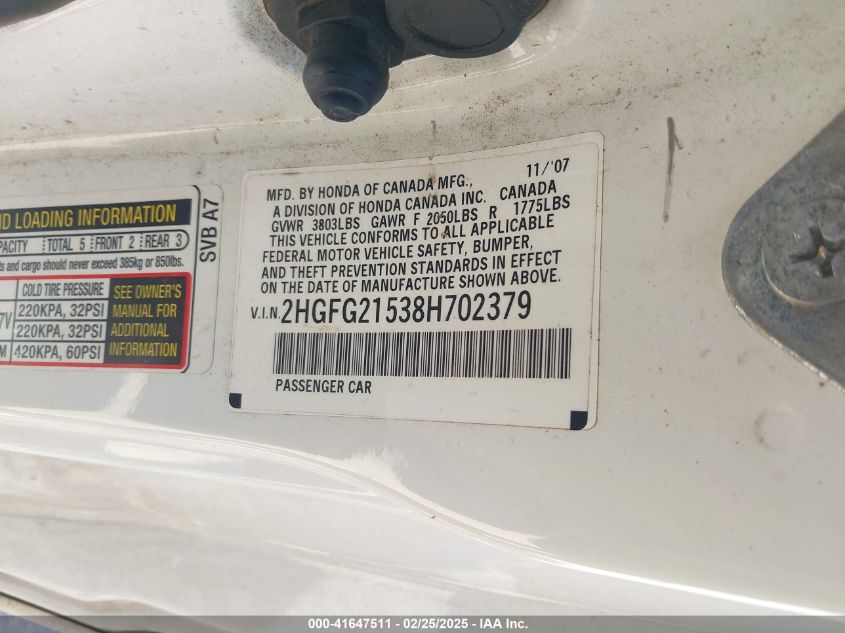 MFD. BY HONDA OF CANADA MFG., 11/'07
A DIVISION OF HONDA CANADA INC. CANADA
GVWR 3803LBS GAWR F 2050LBS R 1775LBS
THIS VEHICLE CONFORMS TO ALL APPLICABLE
FEDERAL MOTOR VEHICLE SAFETY, BUMPER,
AND THEFT PREVENTION STANDARDS IN EFFECT
ON THE DATE OF MANUFACTURE SHOWN ABOVE.
V.I.N. 2HGFG21538H702379
PASSENGER CAR
LOADING INFORMATION
TOTAL 5 FRONT 2 REAR 3
and cargo should never exceed 385kg or 850lbs.
COLD TIRE PRESSURE
220KPA, 32PSI
220KPA, 32PSI
420KPA, 60PSI
SEE OWNER'S
MANUAL FOR
ADDITIONAL
INFORMATION
SVB A7
000-41647511 - 02/25/2025 - IAA Inc.